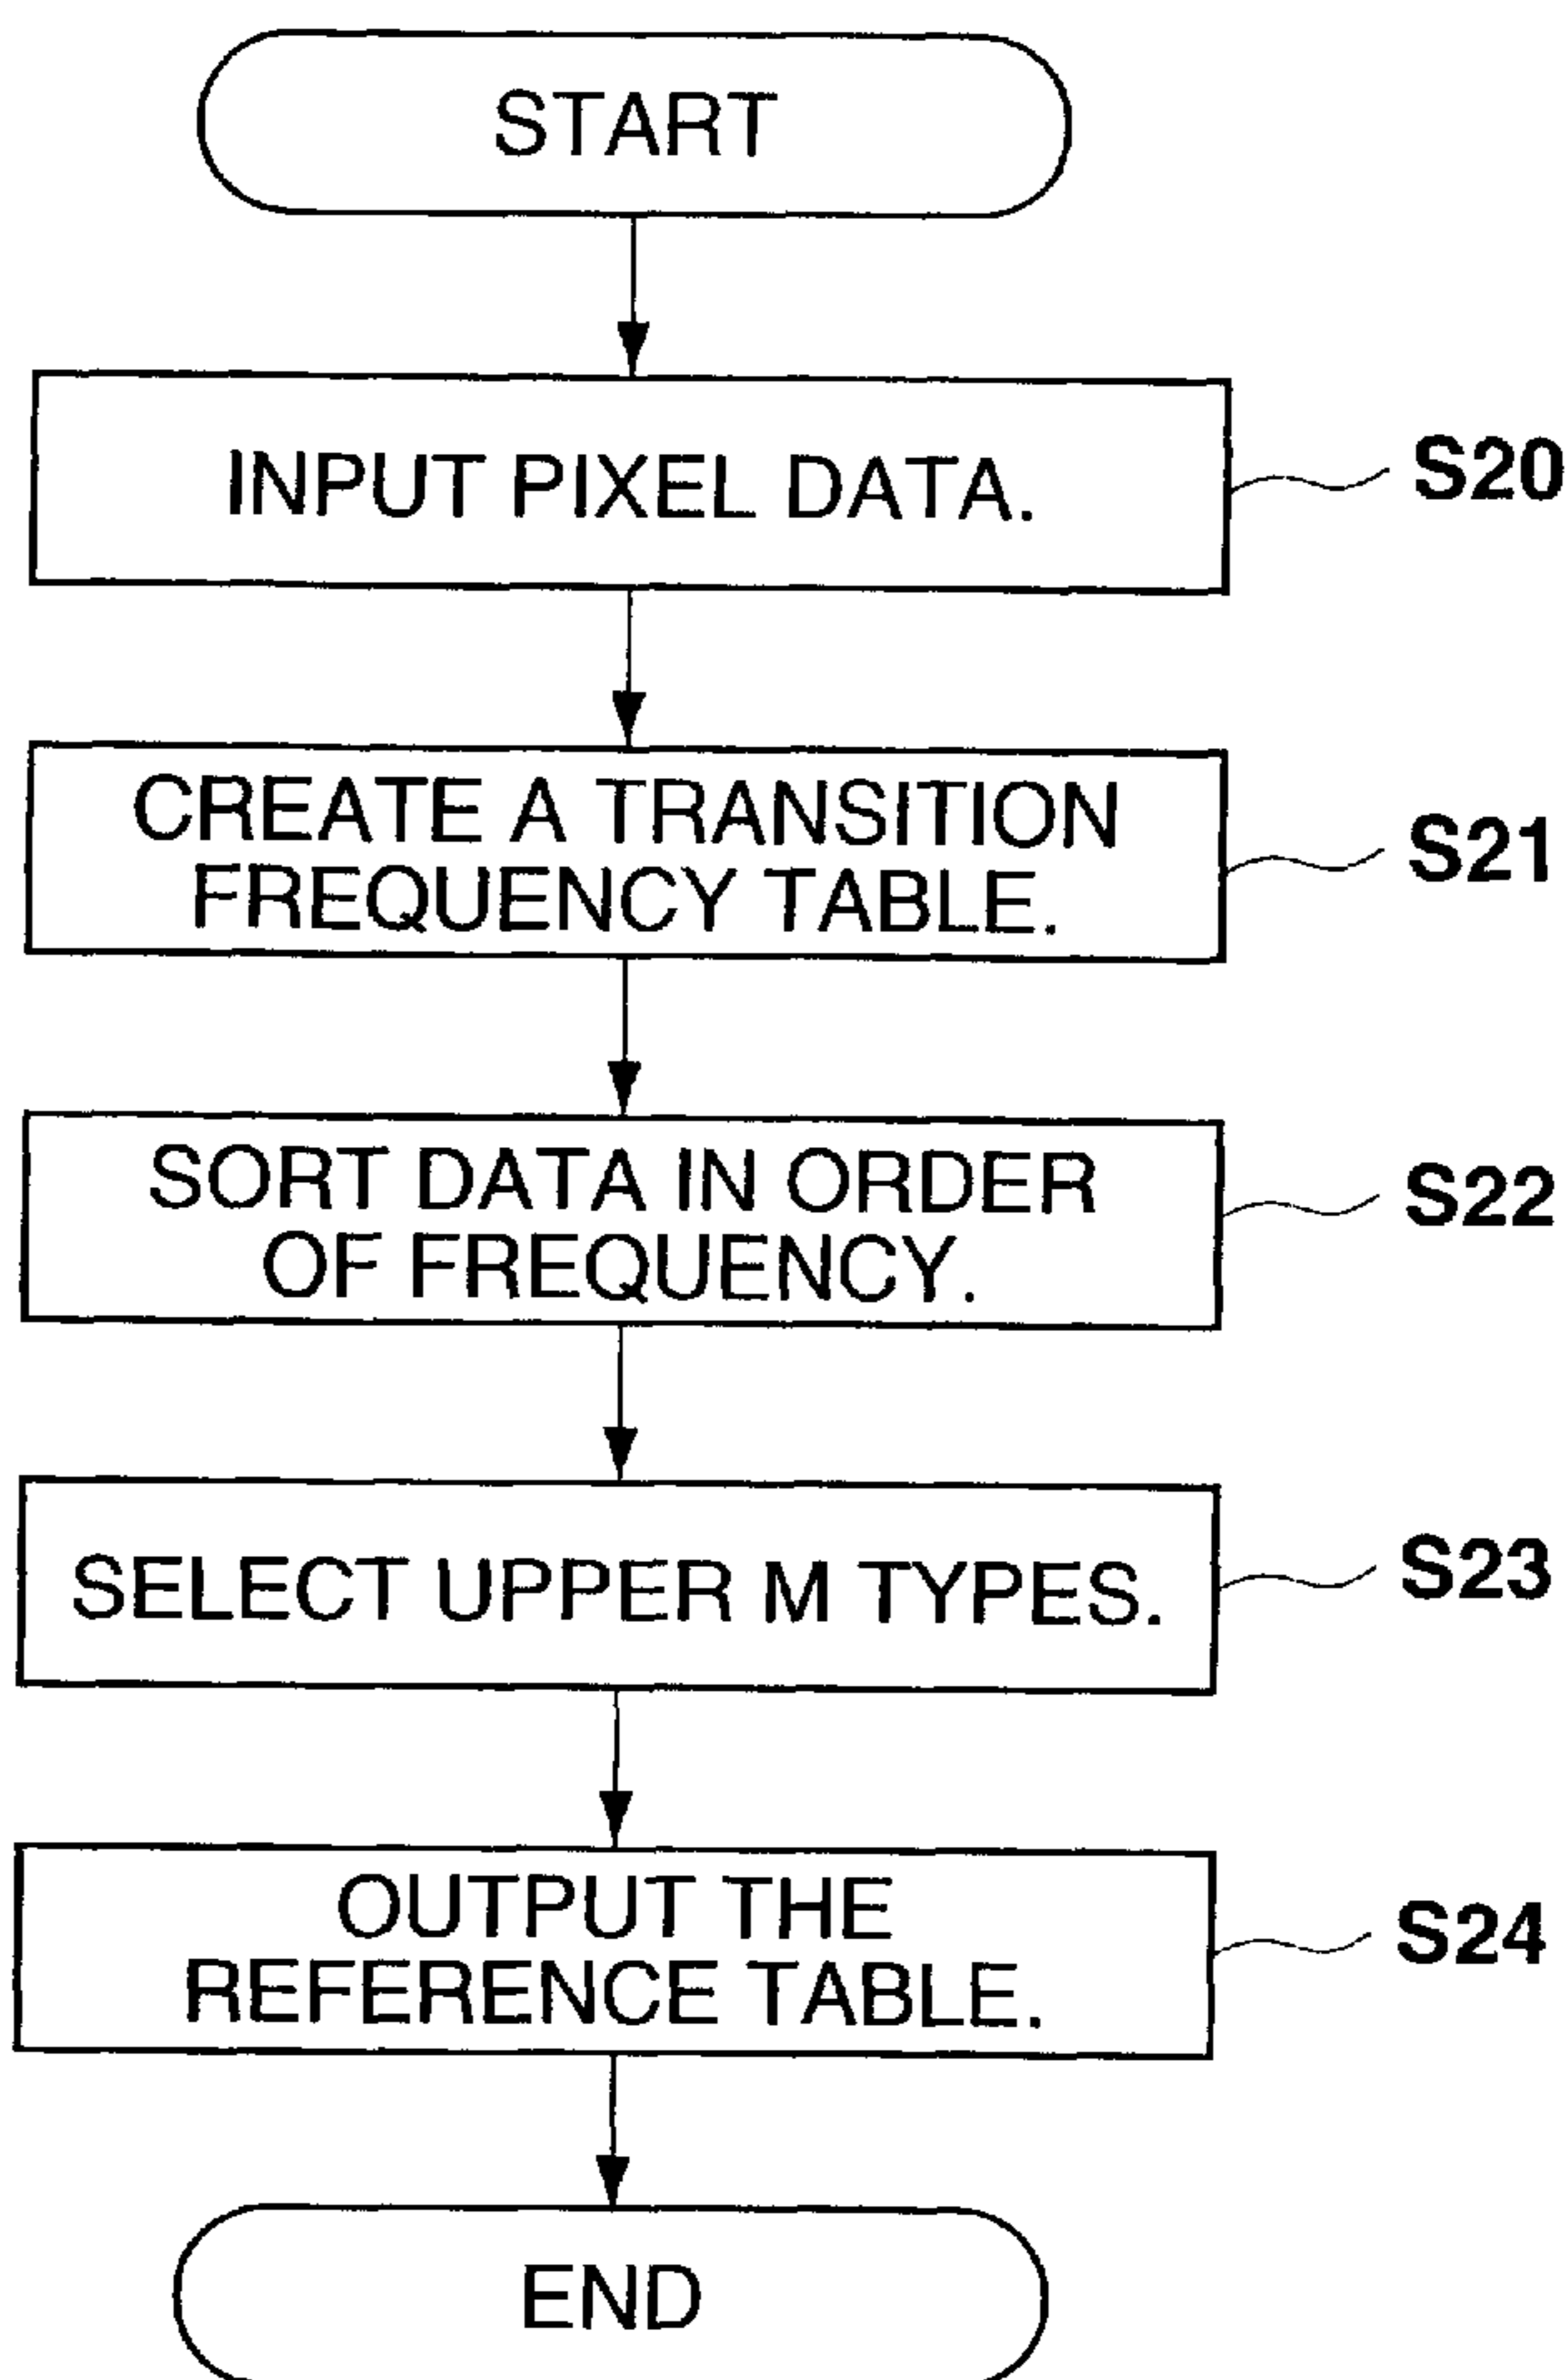 START
INPUT PIXEL DATA.
S20
CREATE A TRANSITION
FREQUENCY TABLE.
S21
SORT DATA IN ORDER
OF FREQUENCY.
S22
SELECT UPPER M TYPES.
S23
OUTPUT THE
REFERENCE TABLE.
S24
END